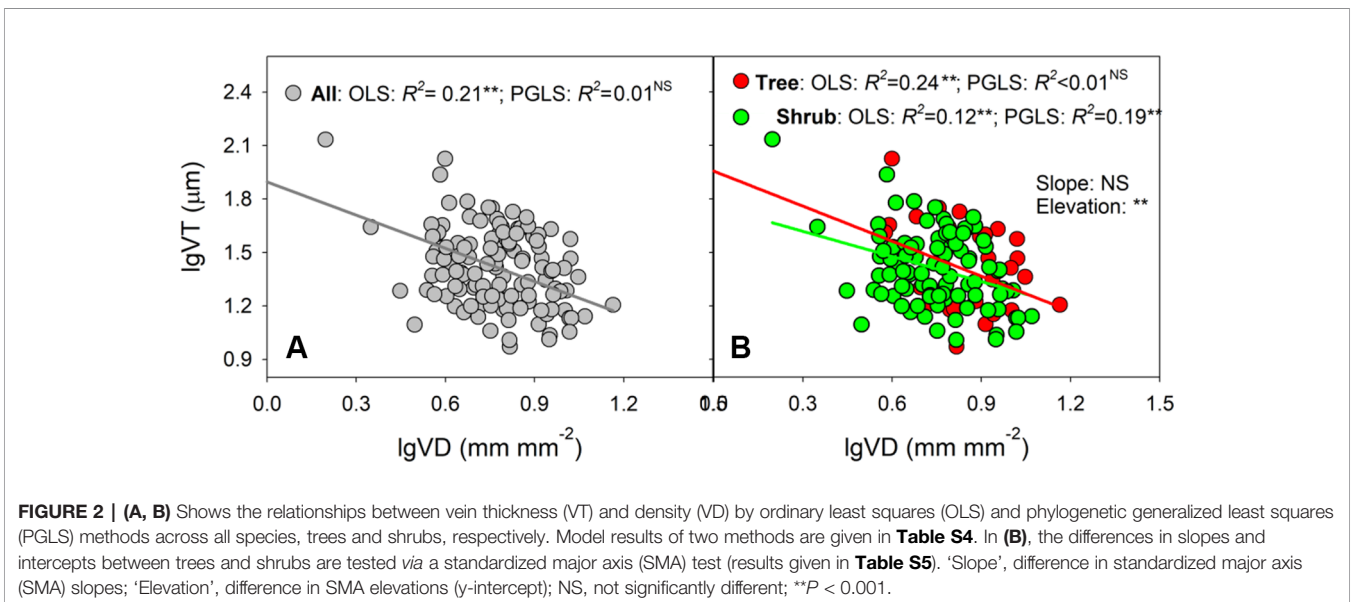 All: OLS: R²= 0.21**; PGLS: R²=0.01ᴺˢ
Tree: OLS: R²=0.24**; PGLS: R²<0.01ᴺˢ
Shrub: OLS: R²=0.12**; PGLS: R²=0.19**
Slope: NS
Elevation: **
lgVT (μm)
2.4
2.1
1.8
1.5
1.2
0.9
A
B
0.0 0.3 0.6 0.9 1.2 0.3 0.6 0.9 1.2 1.5
lgVD (mm mm⁻²) lgVD (mm mm⁻²)
FIGURE 2 | (A, B) Shows the relationships between vein thickness (VT) and density (VD) by ordinary least squares (OLS) and phylogenetic generalized least squares
(PGLS) methods across all species, trees and shrubs, respectively. Model results of two methods are given in Table S4. In (B), the differences in slopes and
intercepts between trees and shrubs are tested via a standardized major axis (SMA) test (results given in Table S5). ‘Slope’, difference in standardized major axis
(SMA) slopes; ‘Elevation’, difference in SMA elevations (y-intercept); NS, not significantly different; **P < 0.001.